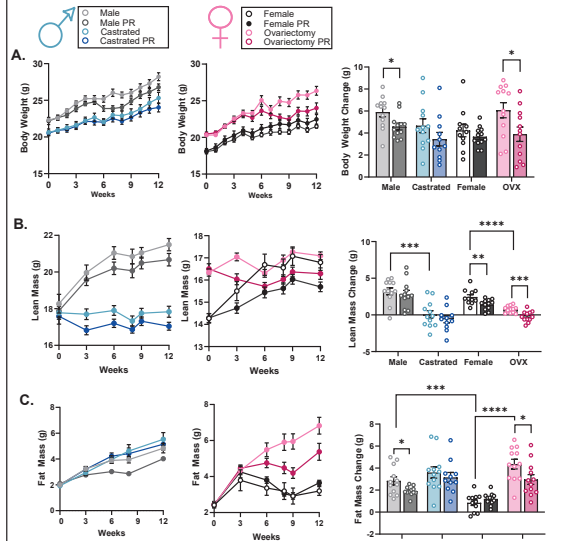 Male
Male PR
Castrated
Castrated PR
Female
Female PR
Ovariectomy
Ovariectomy PR
A.
Body Weight (g)
30
25
20
15
0 3 6 9 12
Weeks
Body Weight (g)
30
25
20
15
0 3 6 9 12
Weeks
Body Weight Change (g)
10
8
6
4
2
0
* *
Male Castrated Female OVX
B.
Lean Mass (g)
22
20
18
16
0 3 6 9 12
Weeks
Lean Mass (g)
18
17
16
15
14
13
0 3 6 9 12
Weeks
Lean Mass Change (g)
10
5
0
-5
*** **** ** ***
Male Castrated Female OVX
C.
Fat Mass (g)
8
6
4
2
0
0 3 6 9 12
Weeks
Fat Mass (g)
8
6
4
2
0 3 6 9 12
Weeks
Fat Mass Change (g)
8
6
4
2
0
-2
*** **** * *